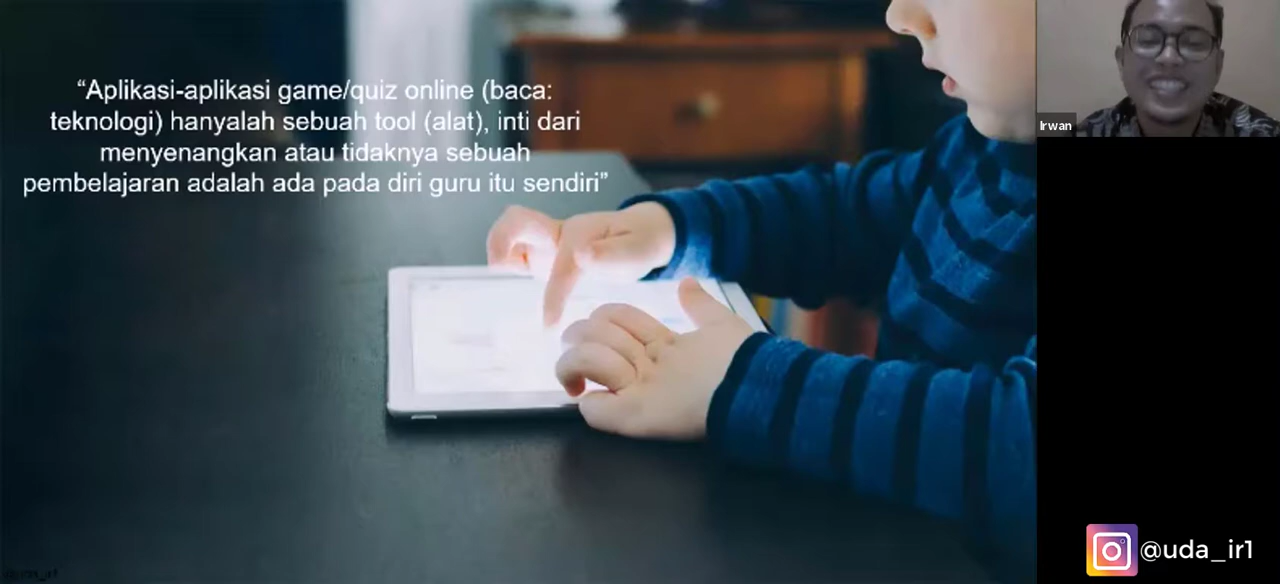 “Aplikasi-aplikasi game/quiz online (baca:
teknologi) hanyalah sebuah tool (alat), inti dari
menyenangkan atau tidaknya sebuah
pembelajaran adalah ada pada diri guru itu sendiri”
Irwan
@uda_ir1